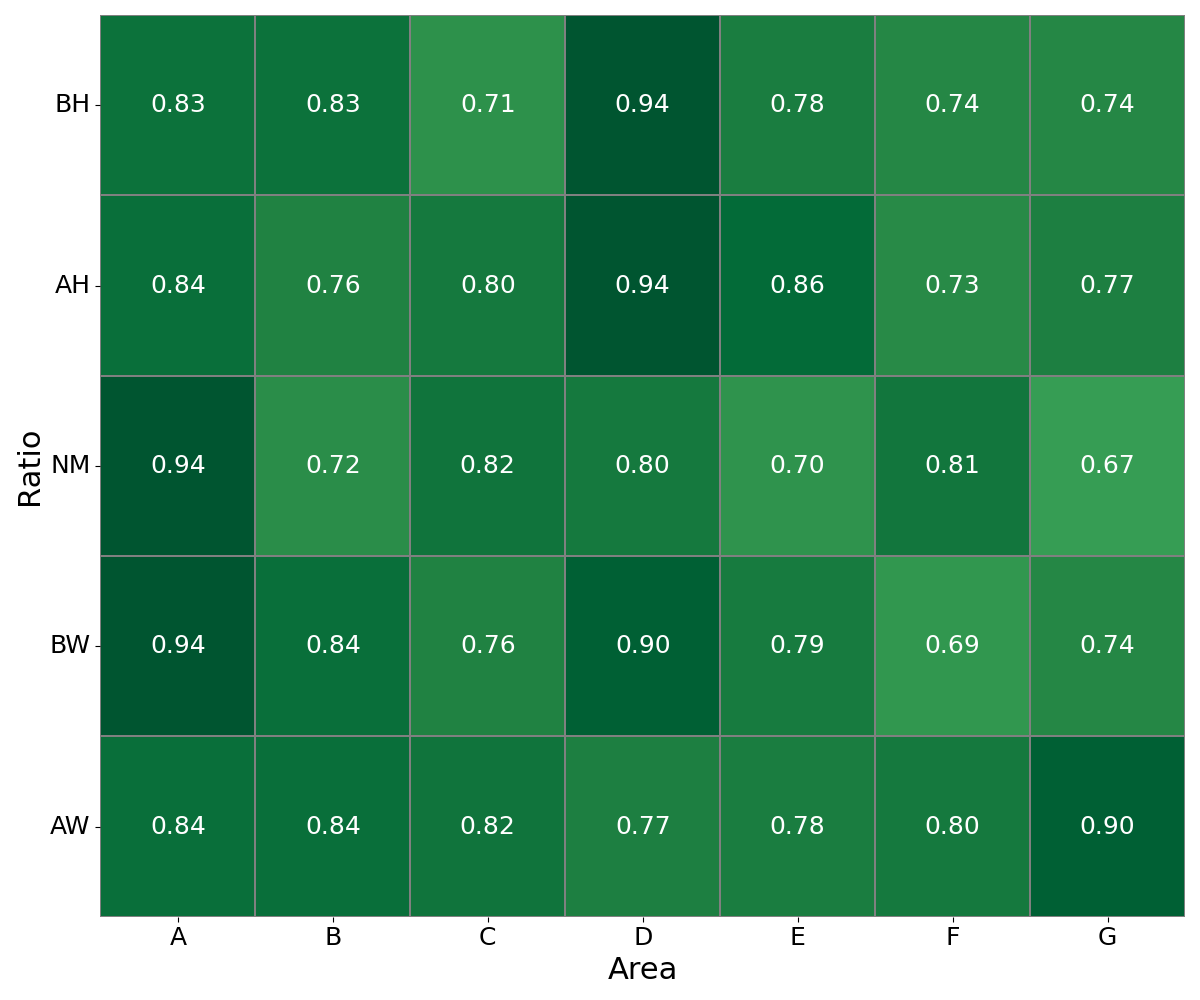 BH 0.83 0.83 0.71 0.94 0.78 0.74 0.74
AH 0.84 0.76 0.80 0.94 0.86 0.73 0.77
NM 0.94 0.72 0.82 0.80 0.70 0.81 0.67
BW 0.94 0.84 0.76 0.90 0.79 0.69 0.74
AW 0.84 0.84 0.82 0.77 0.78 0.80 0.90
A B C D E F G
Area
Ratio